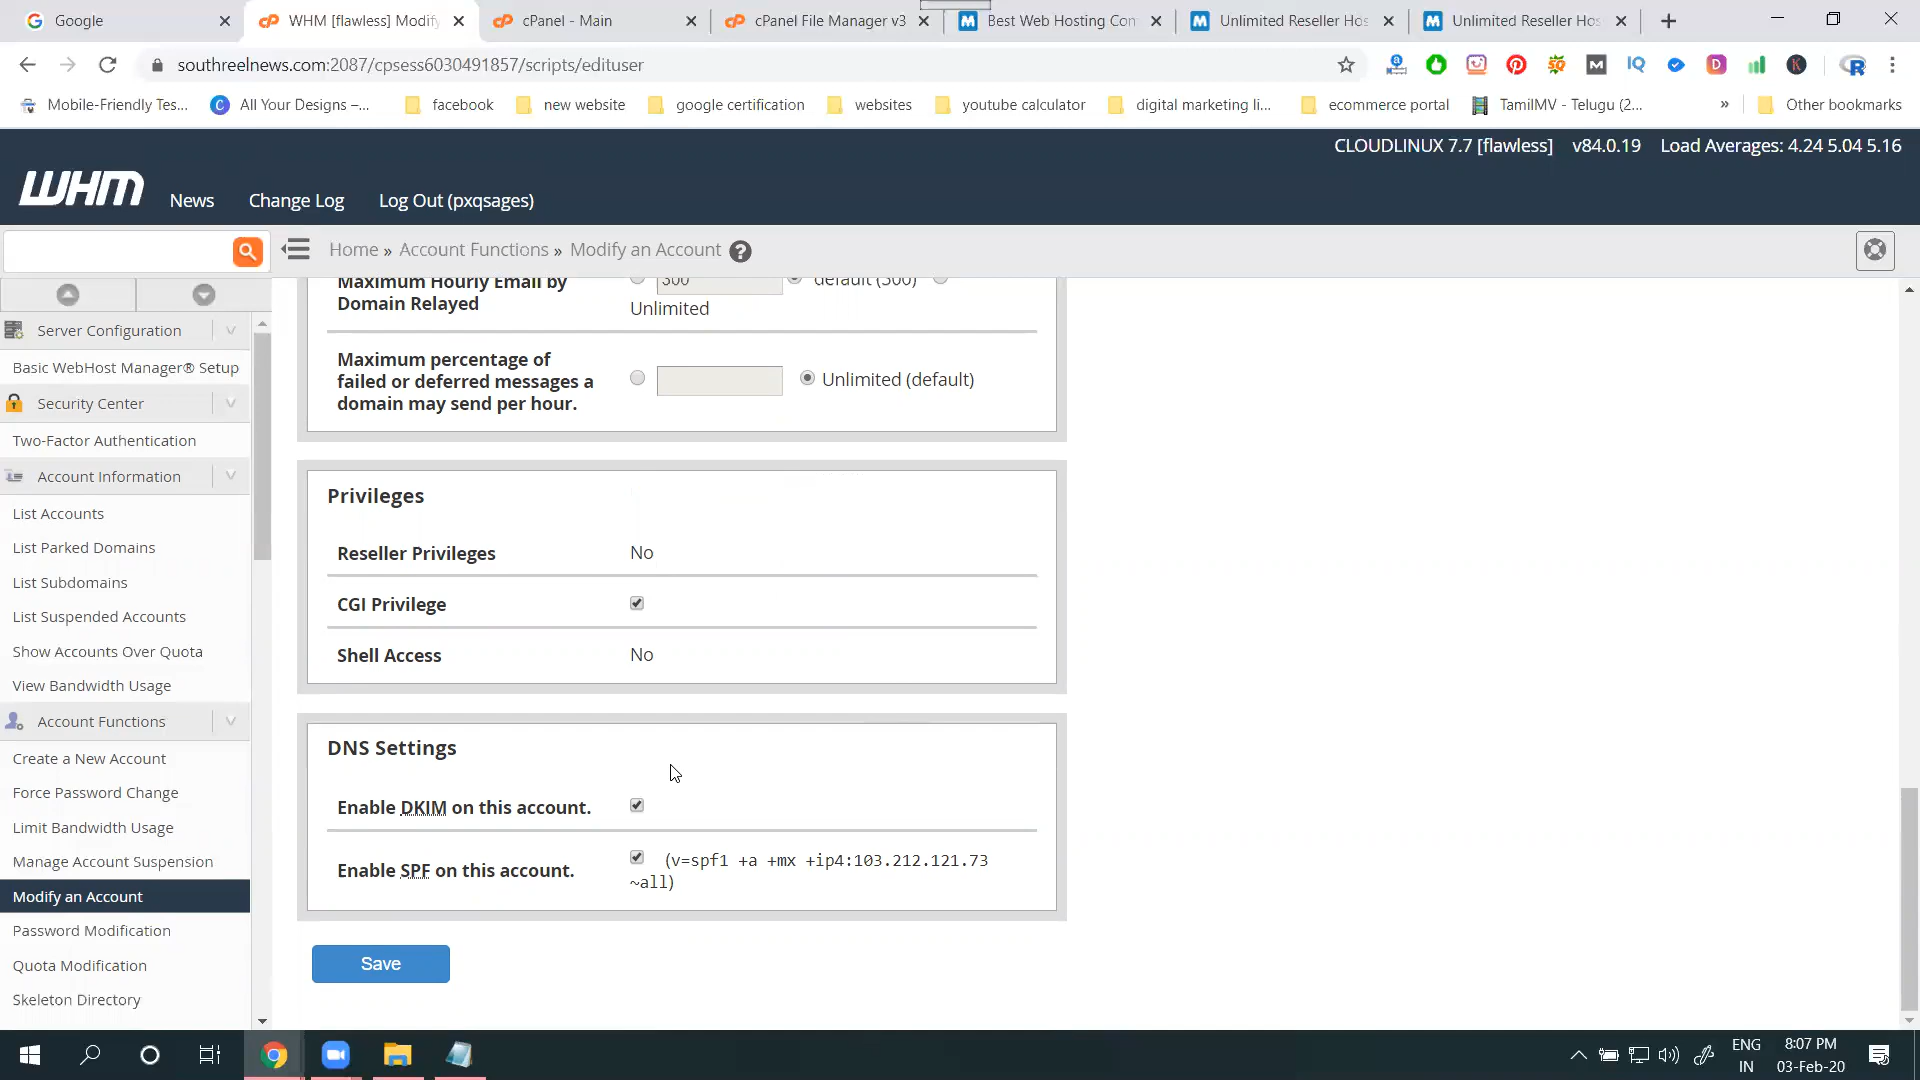 Google
WHM [flawless] Modify
cPanel - Main
cPanel File Manager v3
Best Web Hosting Com
Unlimited Reseller Hos
Unlimited Reseller Hos
southreelnews.com:2087/cpsess6030491857/scripts/edituser
Mobile-Friendly Tes...
All Your Designs –...
facebook
new website
google certification
websites
youtube calculator
digital marketing li...
ecommerce portal
TamilMV - Telugu (2...
»
Other bookmarks
CLOUDLINUX 7.7 [flawless] v84.0.19 Load Averages: 4.24 5.04 5.16
WHM
News
Change Log
Log Out (pxqsages)
Home » Account Functions » Modify an Account
Server Configuration
Basic WebHost Manager® Setup
Security Center
Two-Factor Authentication
Account Information
List Accounts
List Parked Domains
List Subdomains
List Suspended Accounts
Show Accounts Over Quota
View Bandwidth Usage
Account Functions
Create a New Account
Force Password Change
Limit Bandwidth Usage
Manage Account Suspension
Modify an Account
Password Modification
Quota Modification
Skeleton Directory
Maximum Hourly Email by
Domain Relayed
300
default (300)
Unlimited
Maximum percentage of
failed or deferred messages a
domain may send per hour.
Unlimited (default)
Privileges
Reseller Privileges No
CGI Privilege
Shell Access No
DNS Settings
Enable DKIM on this account.
Enable SPF on this account.
(v=spf1 +a +mx +ip4:103.212.121.73
~all)
Save
ENG
IN
8:07 PM
03-Feb-20